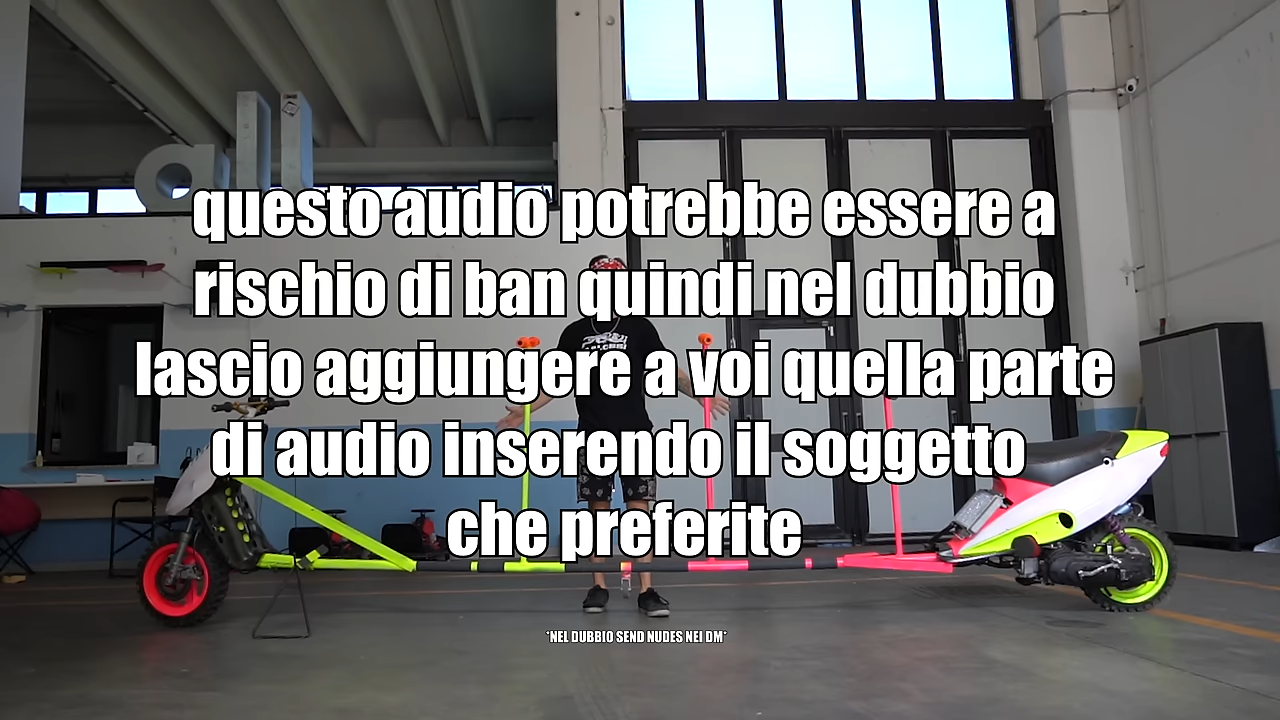 all
questo audio potrebbe essere a
rischio di ban quindi nel dubbio
lascio aggiungere a voi quella parte
di audio inserendo il soggetto
che preferite
*NEL DUBBIO SEND NUDES NEI DM*